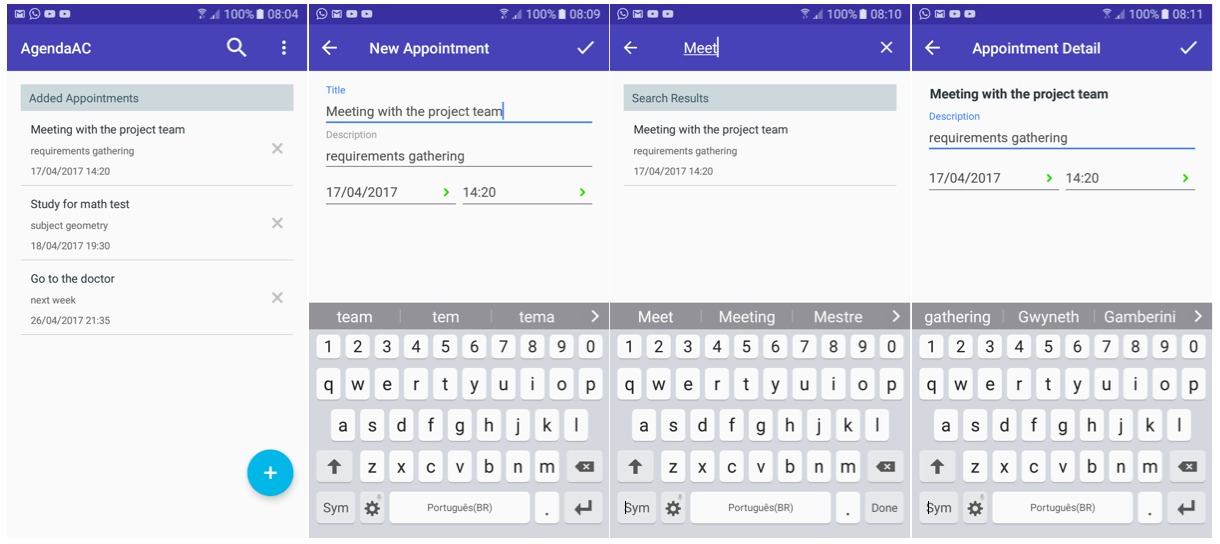 100% 08:04
AgendaAC
Added Appointments
Meeting with the project team
requirements gathering
17/04/2017 14:20
Study for math test
subject geometry
18/04/2017 19:30
Go to the doctor
next week
26/04/2017 21:35
+
100% 08:09
New Appointment
Title
Meeting with the project team
Description
requirements gathering
17/04/2017 14:20
team tem tema
1 2 3 4 5 6 7 8 9 0
q w e r t y u i o p
a s d f g h j k l
z x c v b n m
Sym Português(BR) .
100% 08:10
Meet
Search Results
Meeting with the project team
requirements gathering
17/04/2017 14:20
Meet Meeting Mestre
1 2 3 4 5 6 7 8 9 0
q w e r t y u i o p
a s d f g h j k l
z x c v b n m
Sym Português(BR) . Done
100% 08:11
Appointment Detail
Meeting with the project team
Description
requirements gathering
17/04/2017 14:20
gathering Gwyneth Gamberini
1 2 3 4 5 6 7 8 9 0
q w e r t y u i o p
a s d f g h j k l
z x c v b n m
Sym Português(BR) .